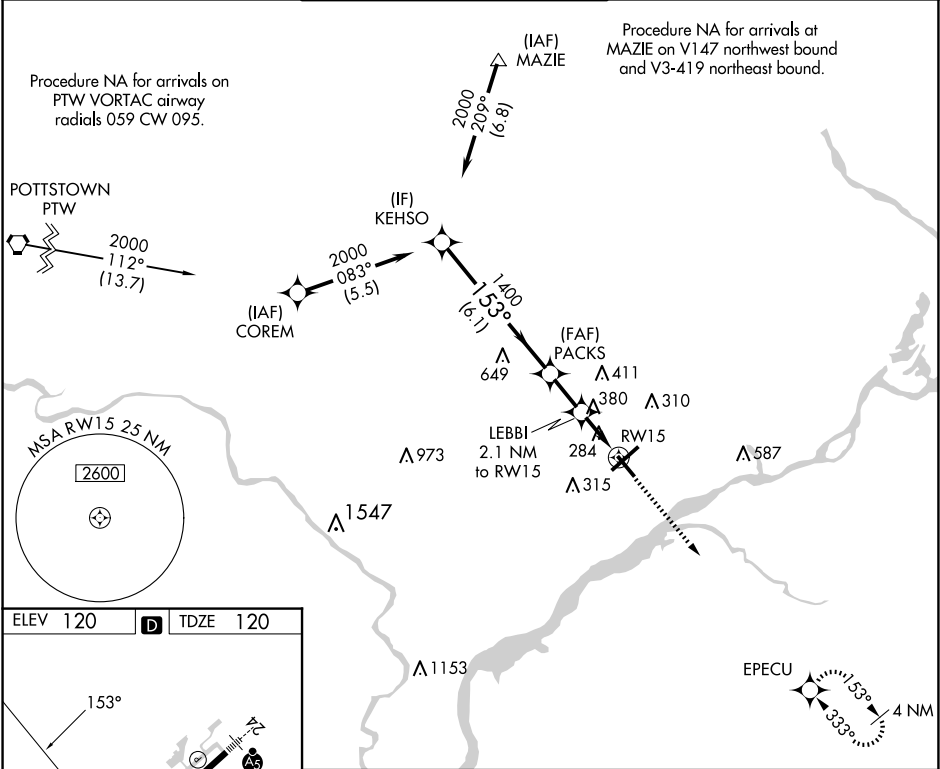 Procedure NA for arrivals on
PTW VORTAC airway
radials 059 CW 095.
(IAF)
MAZIE
Procedure NA for arrivals at
MAZIE on V147 northwest bound
and V3-419 northeast bound.
2000
209°
(6.8)
POTTSTOWN
PTW
2000
112°
(13.7)
(IF)
KEHSO
2000
083°
(5.5)
(IAF)
COREM
1400
153°
(6.1)
(FAF)
PACKS
649
411
380
310
LEBBI
2.1 NM
to RW15
284
RW15
587
973
315
1547
MSA RW15 25 NM
2600
ELEV 120
D
TDZE 120
153°
24
A5
1153
EPECU
153°
333°
4 NM